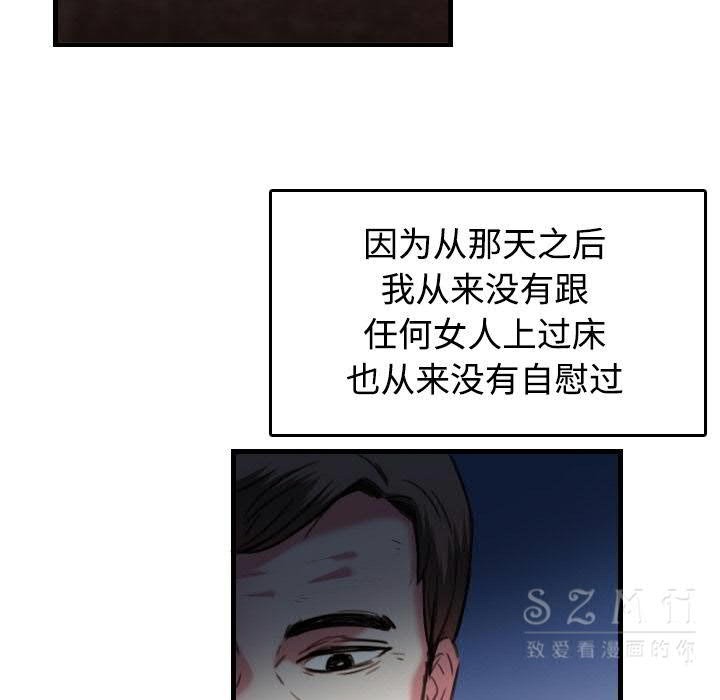 因为从那天之后
我从来没有跟
任何女人上过床
也从来没有自慰过
SZMH
致爱看漫画的你